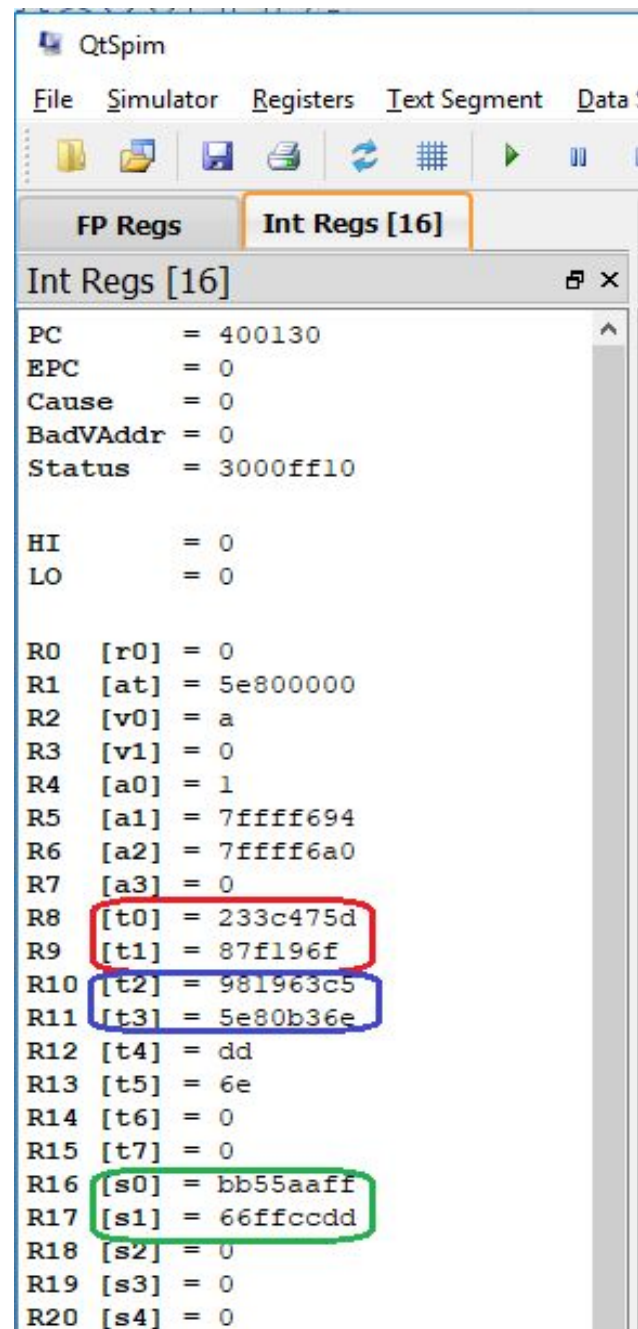 QtSpim
File Simulator Registers Text Segment Data
FP Regs Int Regs [16]
Int Regs [16]
PC = 400130
EPC = 0
Cause = 0
BadVAddr = 0
Status = 3000ff10
HI = 0
LO = 0
R0 [r0] = 0
R1 [at] = 5e800000
R2 [v0] = a
R3 [v1] = 0
R4 [a0] = 1
R5 [a1] = 7ffff694
R6 [a2] = 7ffff6a0
R7 [a3] = 0
R8 [t0] = 233c475d
R9 [t1] = 87f196f
R10 [t2] = 981963c5
R11 [t3] = 5e80b36e
R12 [t4] = dd
R13 [t5] = 6e
R14 [t6] = 0
R15 [t7] = 0
R16 [s0] = bb55aaff
R17 [s1] = 66ffccdd
R18 [s2] = 0
R19 [s3] = 0
R20 [s4] = 0